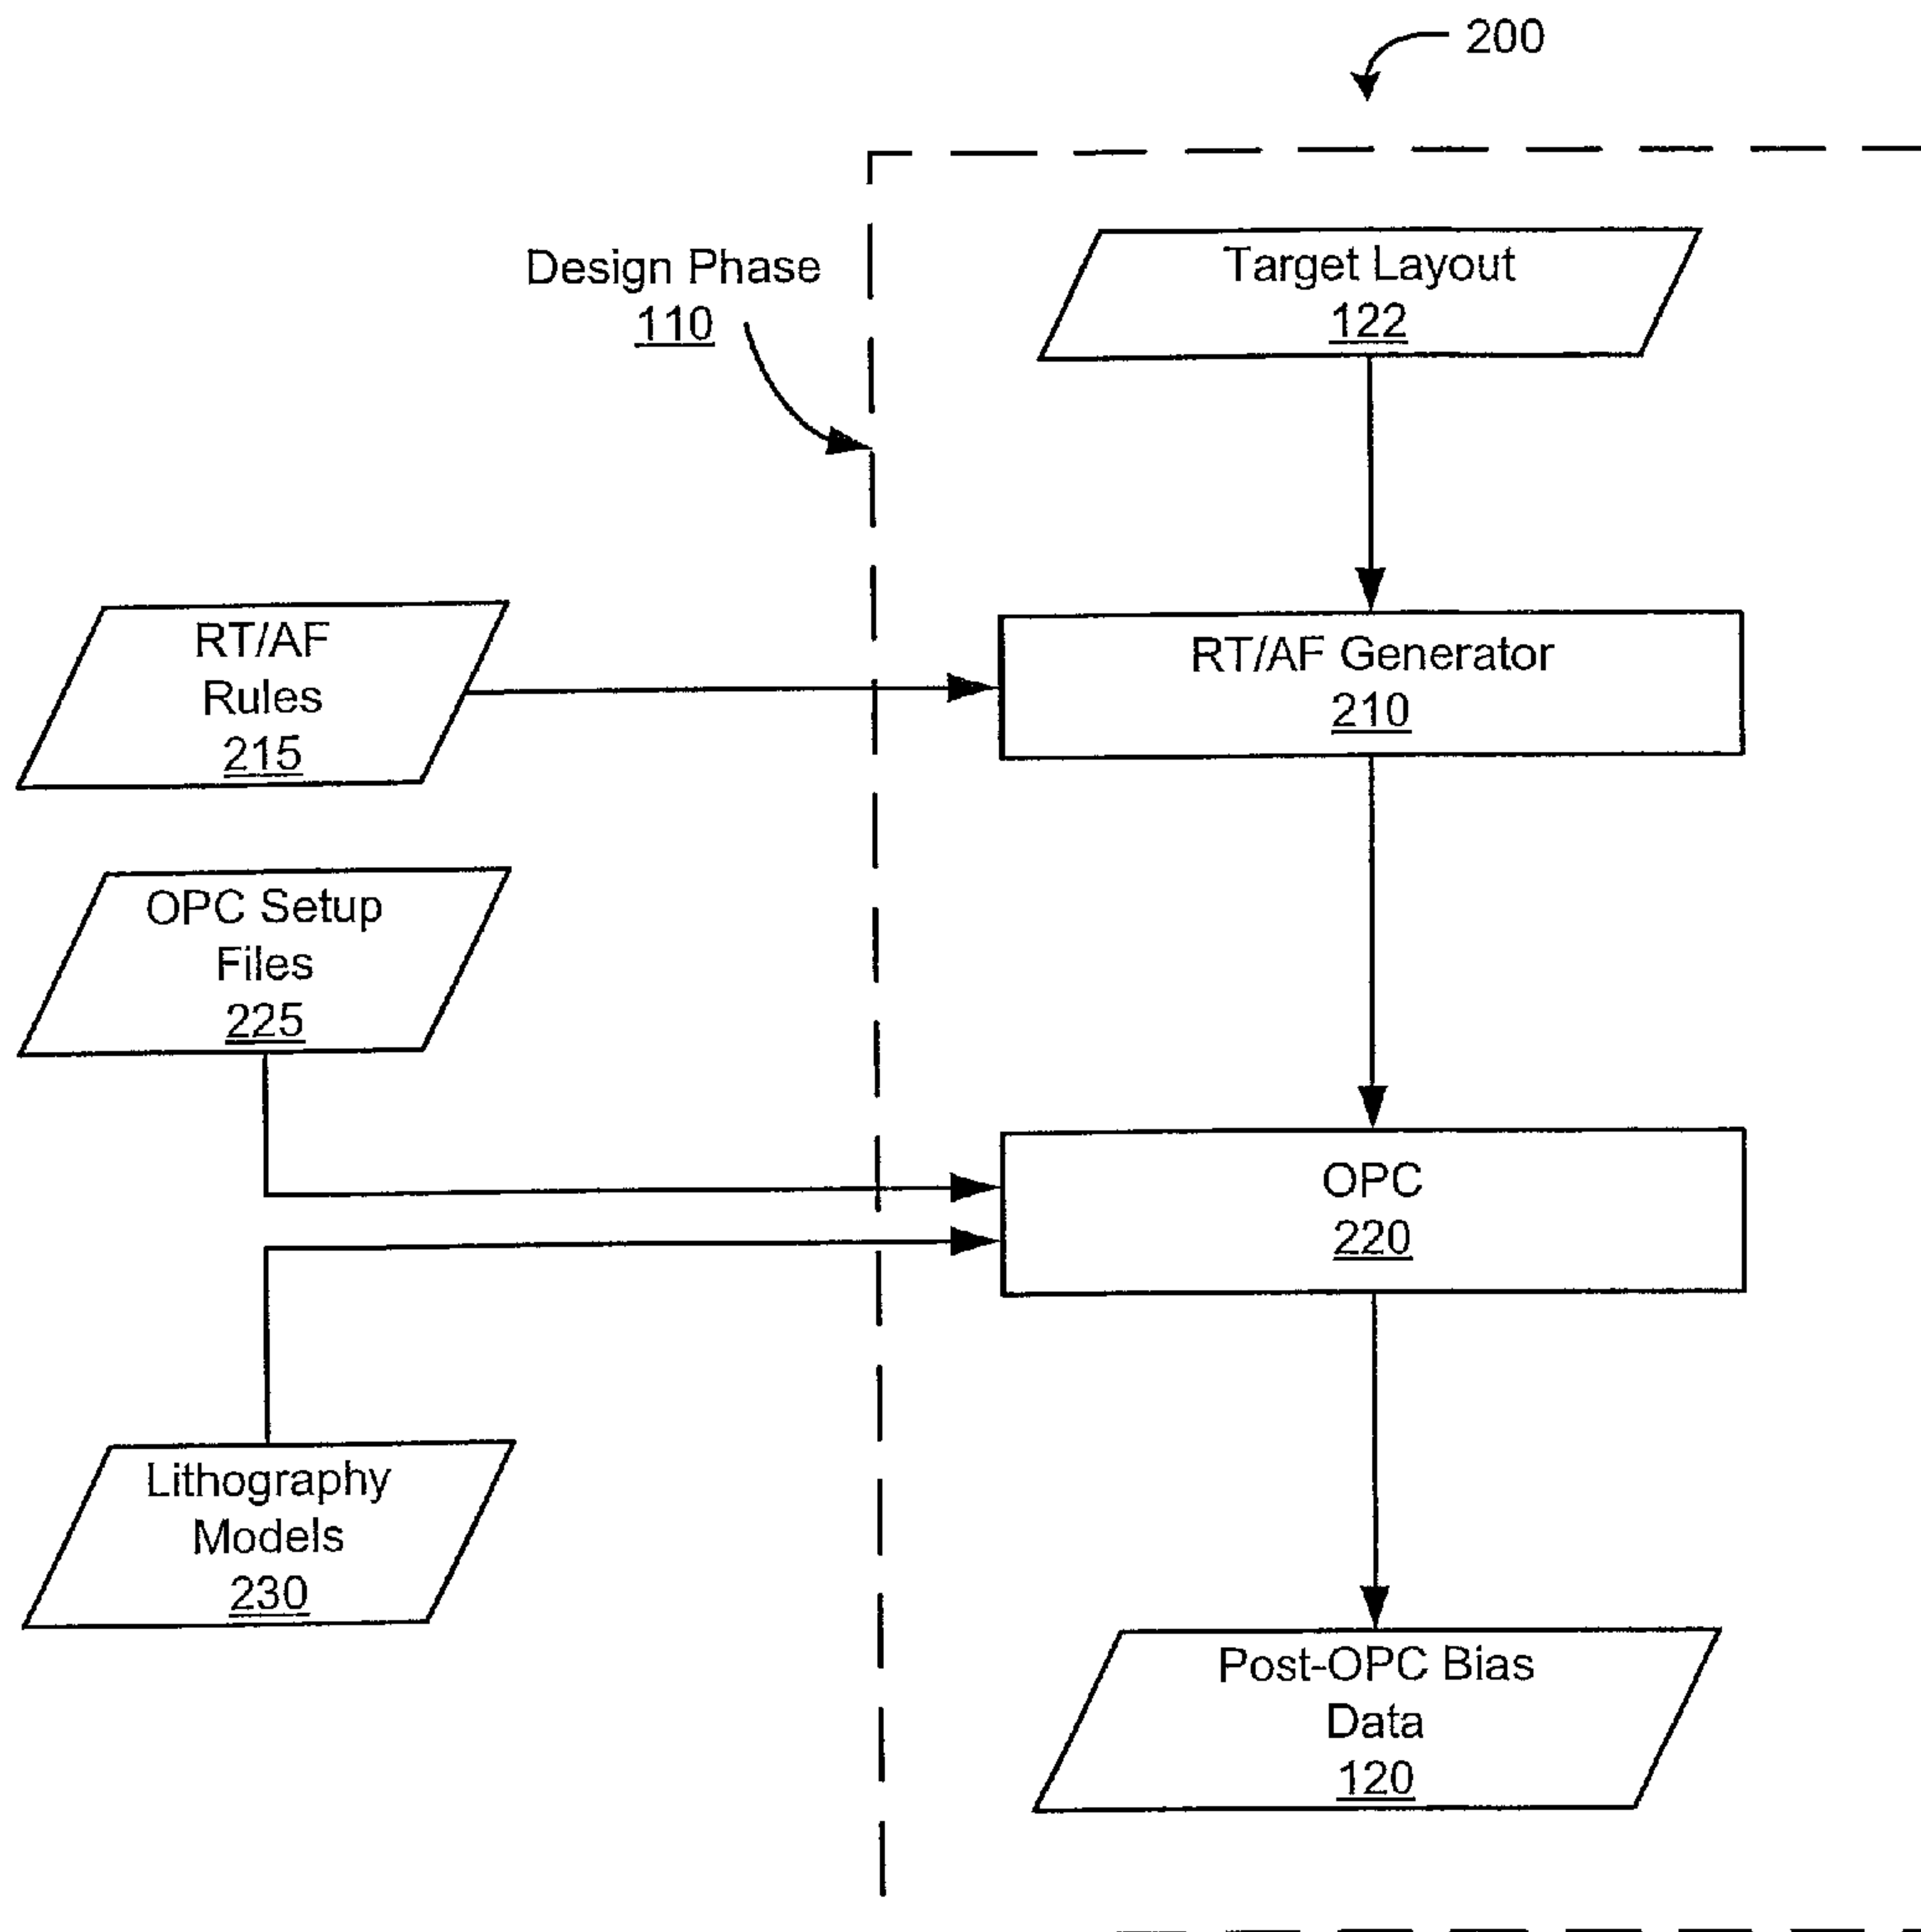 200
Design Phase
110
Target Layout
122
RT/AF
Rules
215
RT/AF Generator
210
OPC Setup
Files
225
OPC
220
Lithography
Models
230
Post-OPC Bias
Data
120